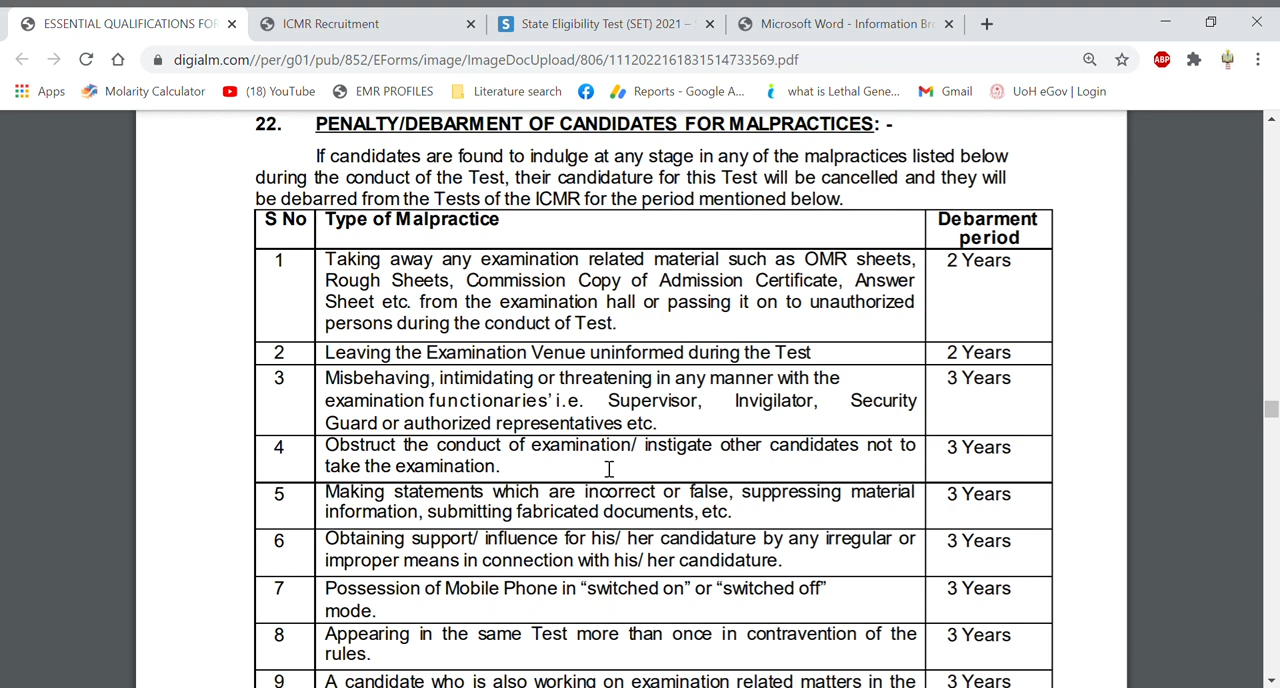 ESSENTIAL QUALIFICATIONS FOR
ICMR Recruitment
State Eligibility Test (SET) 2021 –
Microsoft Word - Information Br
digialm.com//per/g01/pub/852/EForms/image/ImageDocUpload/806/1112022161831514733569.pdf
ABP
Apps
Molarity Calculator
(18) YouTube
EMR PROFILES
Literature search
Reports - Google A...
what is Lethal Gene...
Gmail
UoH eGov | Login
22. PENALTY/DEBARMENT OF CANDIDATES FOR MALPRACTICES: -
If candidates are found to indulge at any stage in any of the malpractices listed below
during the conduct of the Test, their candidature for this Test will be cancelled and they will
be debarred from the Tests of the ICMR for the period mentioned below.
S No Type of Malpractice Debarment
period
1 Taking away any examination related material such as OMR sheets, 2 Years
Rough Sheets, Commission Copy of Admission Certificate, Answer
Sheet etc. from the examination hall or passing it on to unauthorized
persons during the conduct of Test.
2 Leaving the Examination Venue uninformed during the Test 2 Years
3 Misbehaving, intimidating or threatening in any manner with the 3 Years
examination functionaries' i.e. Supervisor, Invigilator, Security
Guard or authorized representatives etc.
4 Obstruct the conduct of examination/ instigate other candidates not to 3 Years
take the examination.
5 Making statements which are incorrect or false, suppressing material 3 Years
information, submitting fabricated documents, etc.
6 Obtaining support/ influence for his/ her candidature by any irregular or 3 Years
improper means in connection with his/ her candidature.
7 Possession of Mobile Phone in “switched on” or “switched off” 3 Years
mode.
8 Appearing in the same Test more than once in contravention of the 3 Years
rules.
9 A candidate who is also working on examination related matters in the 3 Years